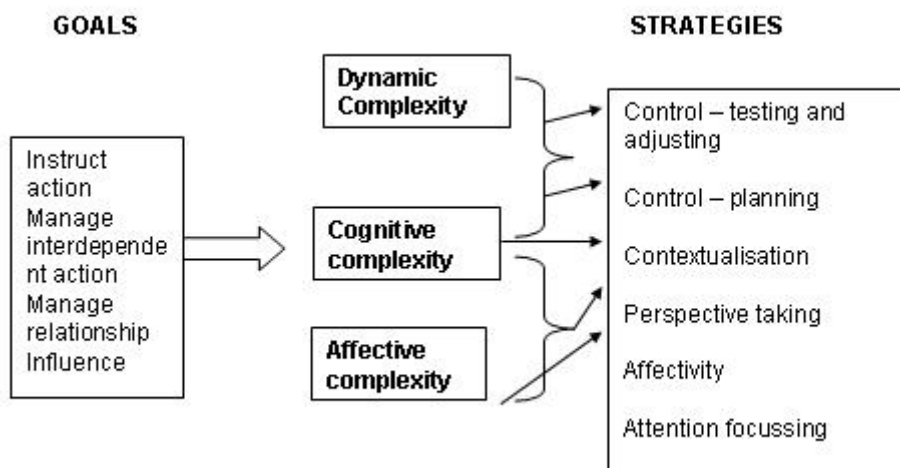 GOALS
STRATEGIES
Instruct
action
Manage
interdepende
nt action
Manage
relationship
Influence
Dynamic
Complexity
Cognitive
complexity
Affective
complexity
Control – testing and
adjusting
Control – planning
Contextualisation
Perspective taking
Affectivity
Attention focussing